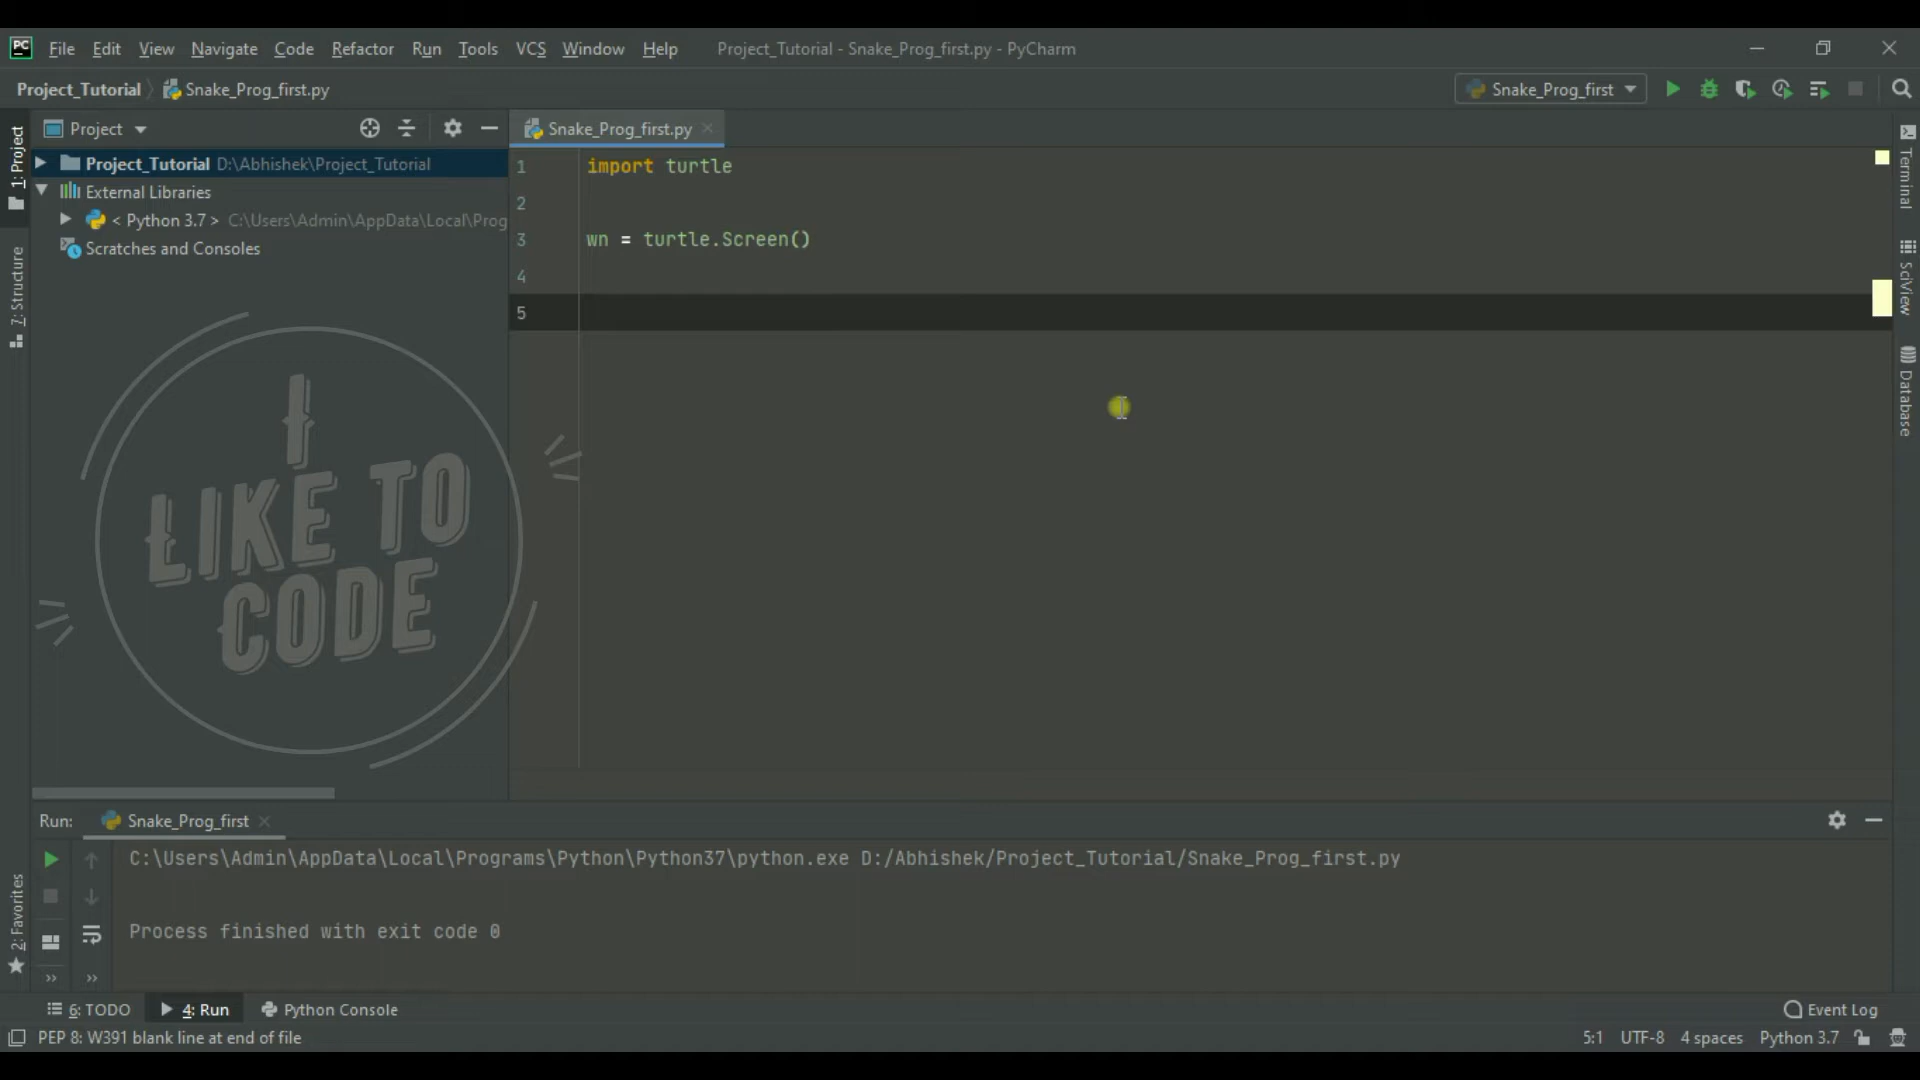 PC File Edit View Navigate Code Refactor Run Tools VCS Window Help Project_Tutorial - Snake_Prog_first.py - PyCharm
Project_Tutorial Snake_Prog_first.py Snake_Prog_first
1: Project
Project
Snake_Prog_first.py
Project_Tutorial D:\Abhishek\Project_Tutorial
External Libraries
< Python 3.7 > C:\Users\Admin\AppData\Local\Prog
Scratches and Consoles
7: Structure
1 import turtle
2
3 wn = turtle.Screen()
4
5
Terminal
SciView
Database
I
LIKE TO
CODE
Run: Snake_Prog_first
C:\Users\Admin\AppData\Local\Programs\Python\Python37\python.exe D:/Abhishek/Project_Tutorial/Snake_Prog_first.py
Process finished with exit code 0
2: Favorites
6: TODO 4: Run Python Console Event Log
PEP 8: W391 blank line at end of file 5:1 UTF-8 4 spaces Python 3.7